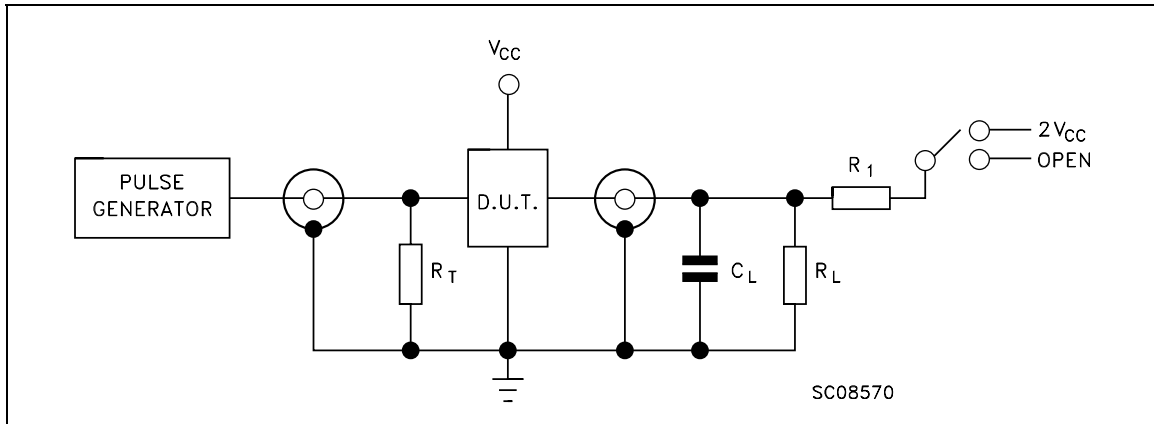 VCC
PULSE
GENERATOR
D.U.T.
RT
CL
RL
R1
2VCC
OPEN
SC08570